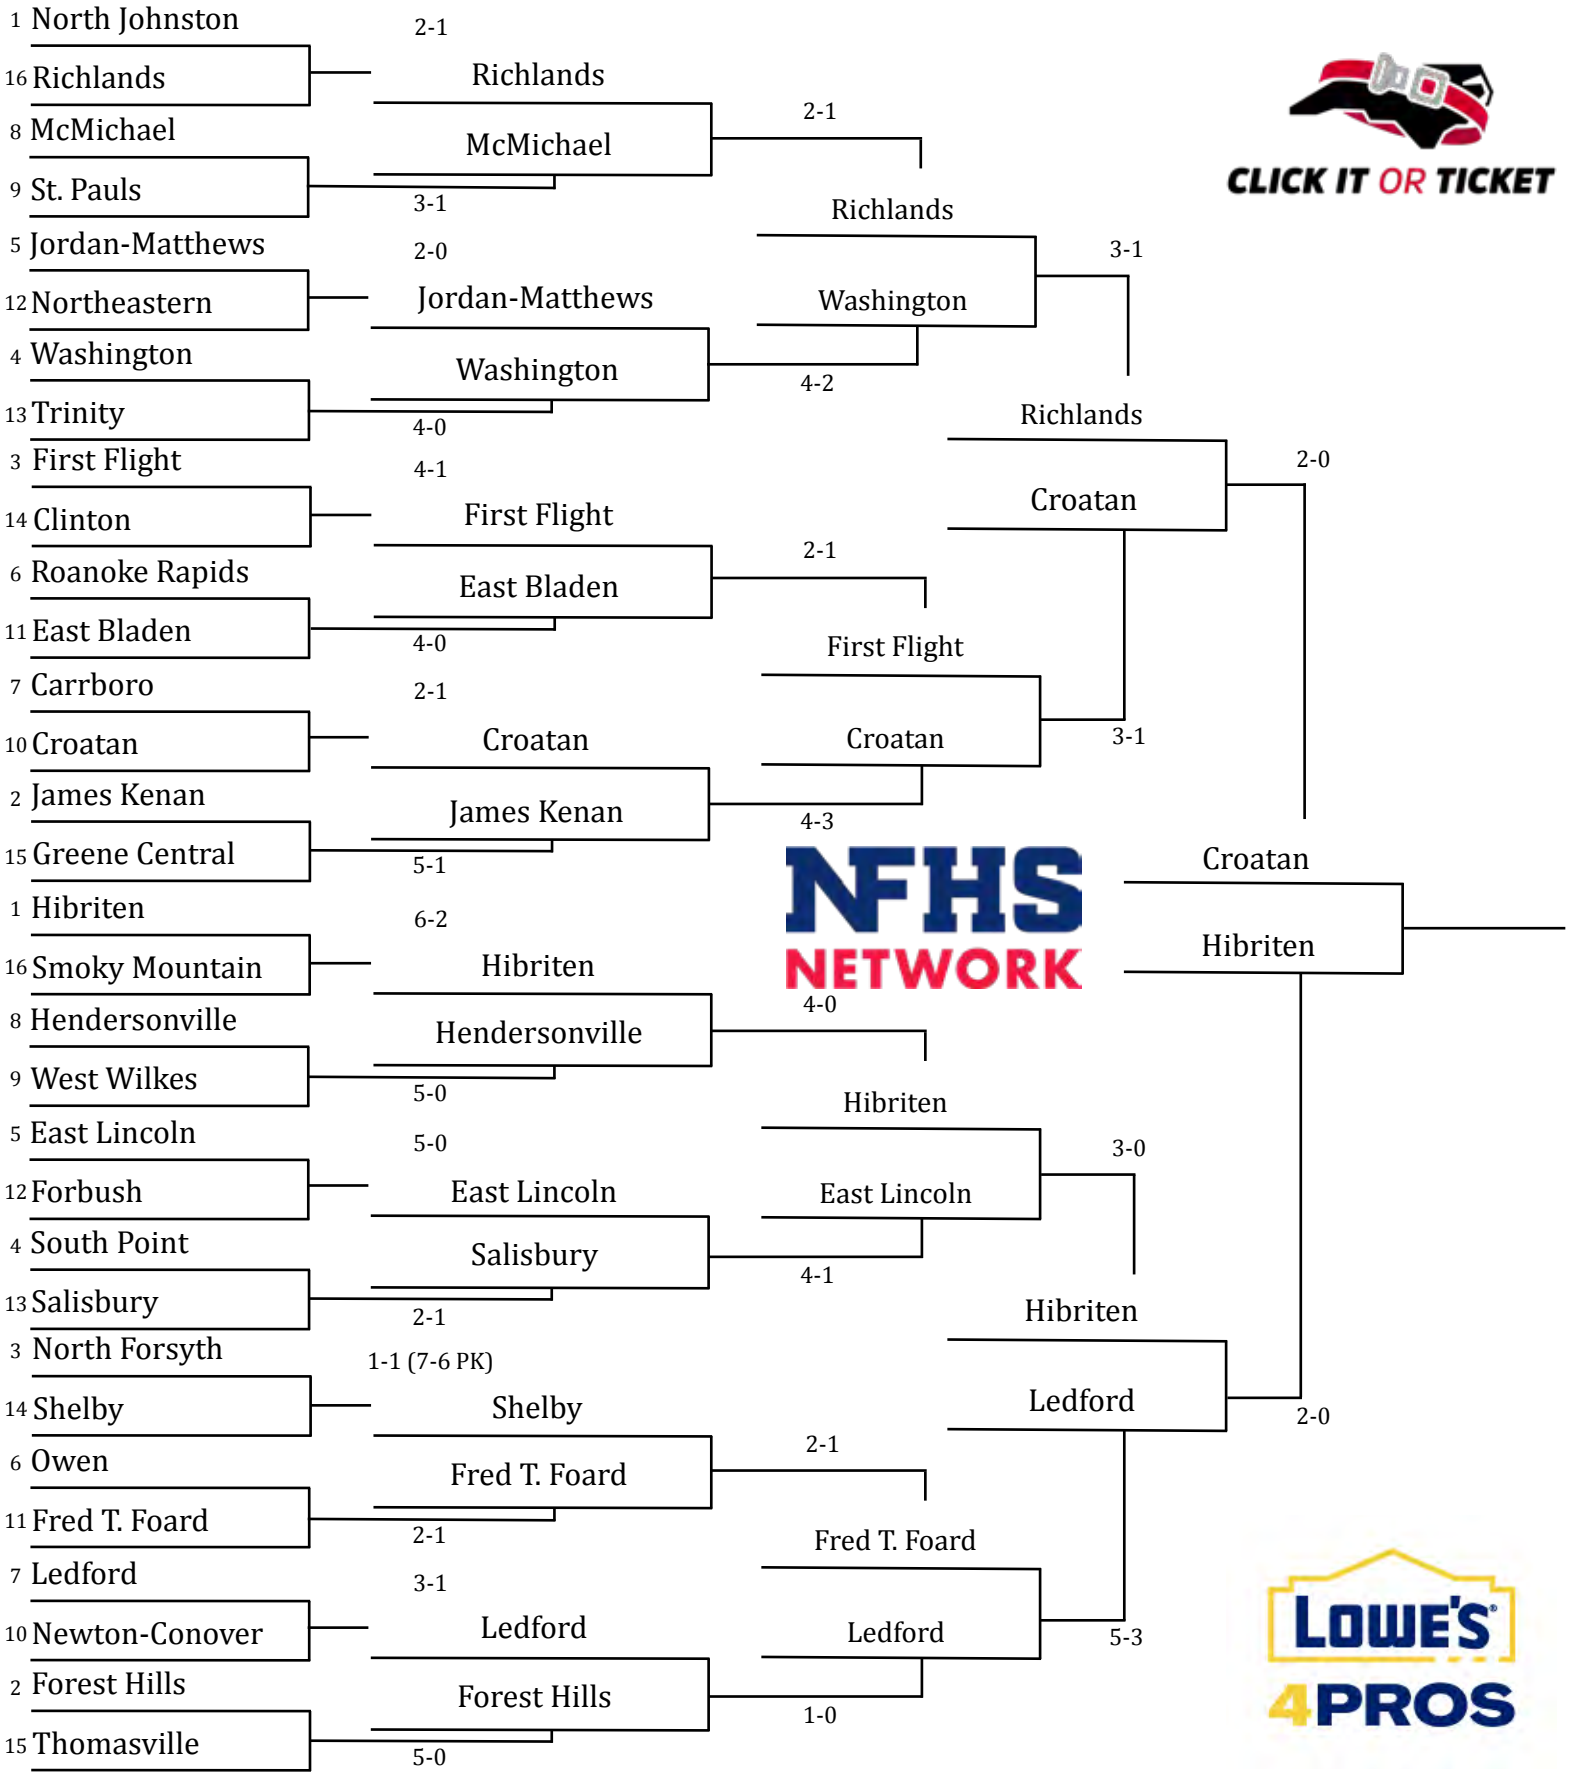 1 North Johnston
16 Richlands
8 McMichael
9 St. Pauls
5 Jordan-Matthews
12 Northeastern
4 Washington
13 Trinity
3 First Flight
14 Clinton
6 Roanoke Rapids
11 East Bladen
7 Carrboro
10 Croatan
2 James Kenan
15 Greene Central
1 Hibriten
16 Smoky Mountain
8 Hendersonville
9 West Wilkes
5 East Lincoln
12 Forbush
4 South Point
13 Salisbury
3 North Forsyth
14 Shelby
6 Owen
11 Fred T. Foard
7 Ledford
10 Newton-Conover
2 Forest Hills
15 Thomasville
2-1
Richlands
McMichael
3-1
2-0
Jordan-Matthews
Washington
4-0
4-1
First Flight
East Bladen
4-0
2-1
Croatan
James Kenan
5-1
6-2
Hibriten
Hendersonville
5-0
5-0
East Lincoln
Salisbury
2-1
1-1 (7-6 PK)
Shelby
Fred T. Foard
2-1
3-1
Ledford
Forest Hills
5-0
2-1
Richlands
Washington
4-2
2-1
First Flight
Croatan
4-3
NFHS
NETWORK
4-0
Hibriten
East Lincoln
4-1
2-1
Fred T. Foard
Ledford
1-0
3-1
Richlands
Croatan
3-1
3-0
Hibriten
Ledford
5-3
2-0
Croatan
Hibriten
2-0
CLICK IT OR TICKET
LOWE'S®
4PROS